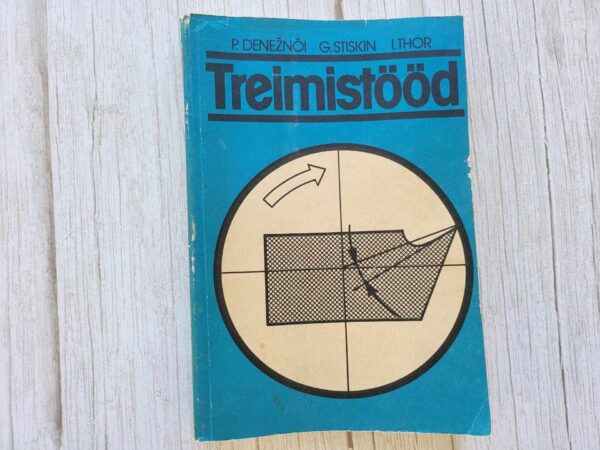 P. DENEŽNÕI G. STISKIN I. THOR
Treimistööd